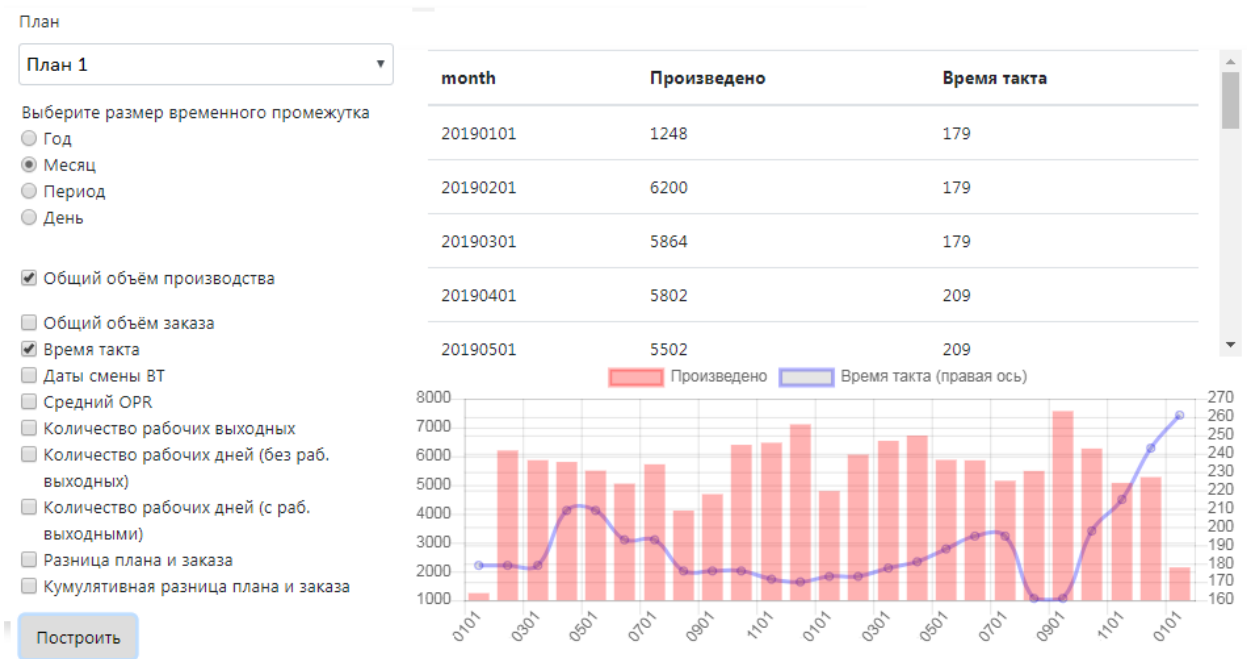 План
План 1
Выберите размер временного промежутка
Год
Месяц
Период
День
Общий объём производства
Общий объём заказа
Время такта
Даты смены ВТ
Средний OPR
Количество рабочих выходных
Количество рабочих дней (без раб.
выходных)
Количество рабочих дней (с раб.
выходными)
Разница плана и заказа
Кумулятивная разница плана и заказа
Построить
month Произведено Время такта
20190101 1248 179
20190201 6200 179
20190301 5864 179
20190401 5802 209
20190501 5502 209
Произведено Время такта (правая ось)
8000
7000
6000
5000
4000
3000
2000
1000
270
260
250
240
230
220
210
200
190
180
170
160
0101 0301 0501 0701 0901 1101 0101 0301 0501 0701 0901 1101 0101